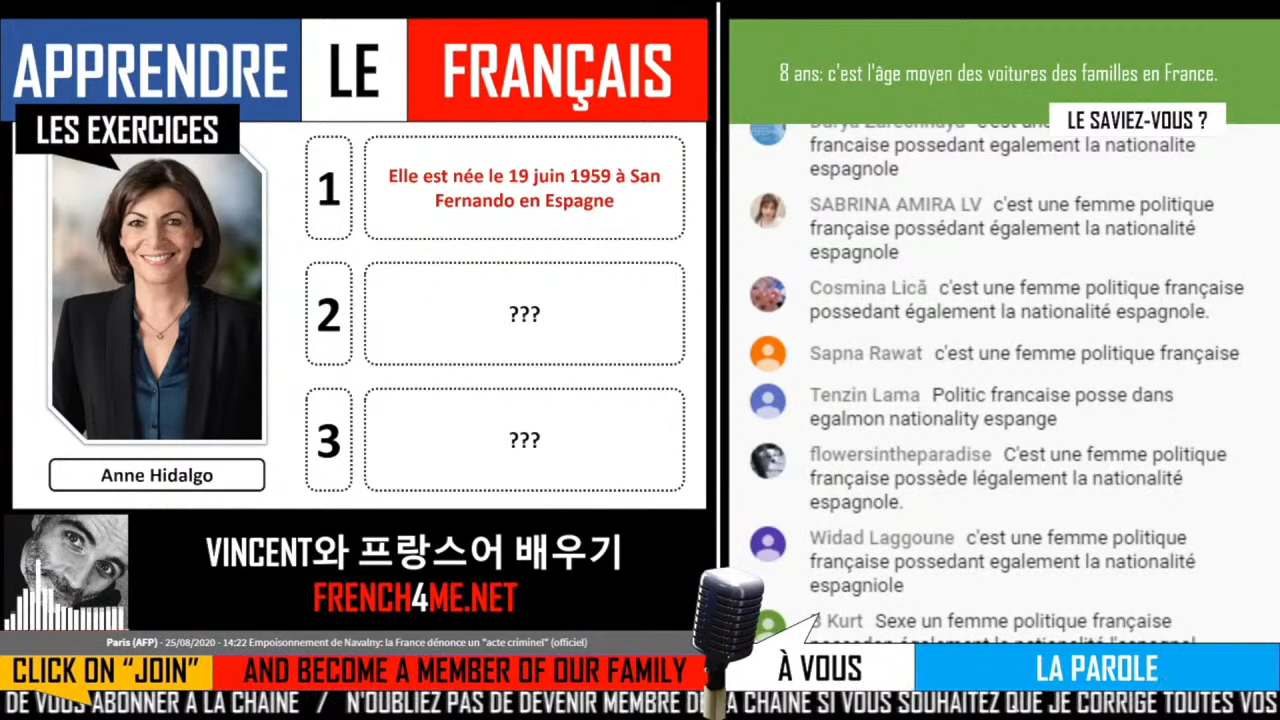 APPRENDRE LE FRANÇAIS
LES EXERCICES
1
Elle est née le 19 juin 1959 à San
Fernando en Espagne
2
???
3
???
Anne Hidalgo
VINCENT와 프랑스어 배우기
FRENCH4ME.NET
Paris (AFP) - 25/08/2020 - 14:22 Empoisonnement de Navalny: la France dénonce un "acte criminel" (officiel)
CLICK ON “JOIN” AND BECOME A MEMBER OF OUR FAMILY
8 ans: c'est l'âge moyen des voitures des familles en France.
LE SAVIEZ-VOUS ?
francaise possedant egalement la nationalite
espagnole
SABRINA AMIRA LV c'est une femme politique
française possédant également la nationalité
espagnole
Cosmina Lică c'est une femme politique française
possedant également la nationalité espagnole.
Sapna Rawat c'est une femme politique française
Tenzin Lama Politic francaise posse dans
egalmon nationality espange
flowersintheparadise C'est une femme politique
française possède légalement la nationalité
espagnole.
Widad Laggoune c'est une femme politique
française possedant egalement la nationalité
espagniole
Kurt Sexe un femme politique française
À VOUS LA PAROLE
DE VOUS ABONNER À LA CHAINE / N'OUBLIEZ PAS DE DEVENIR MEMBRE DE LA CHAINE SI VOUS SOUHAITEZ QUE JE CORRIGE TOUTES VOS